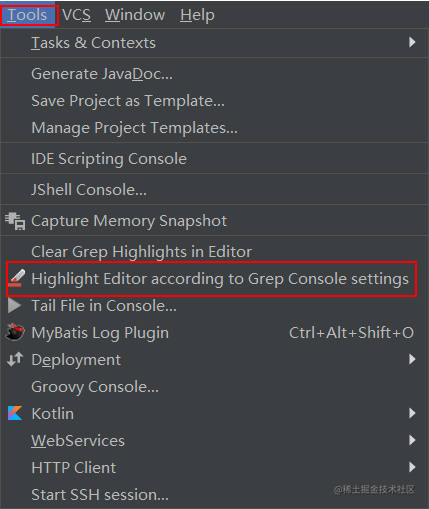 Tools VCS Window Help
Tasks & Contexts
Generate JavaDoc...
Save Project as Template...
Manage Project Templates...
IDE Scripting Console
JShell Console...
Capture Memory Snapshot
Clear Grep Highlights in Editor
Highlight Editor according to Grep Console settings
Tail File in Console...
MyBatis Log Plugin Ctrl+Alt+Shift+O
Deployment
Groovy Console...
Kotlin
WebServices
HTTP Client
Start SSH session...
@稀土掘金技术社区